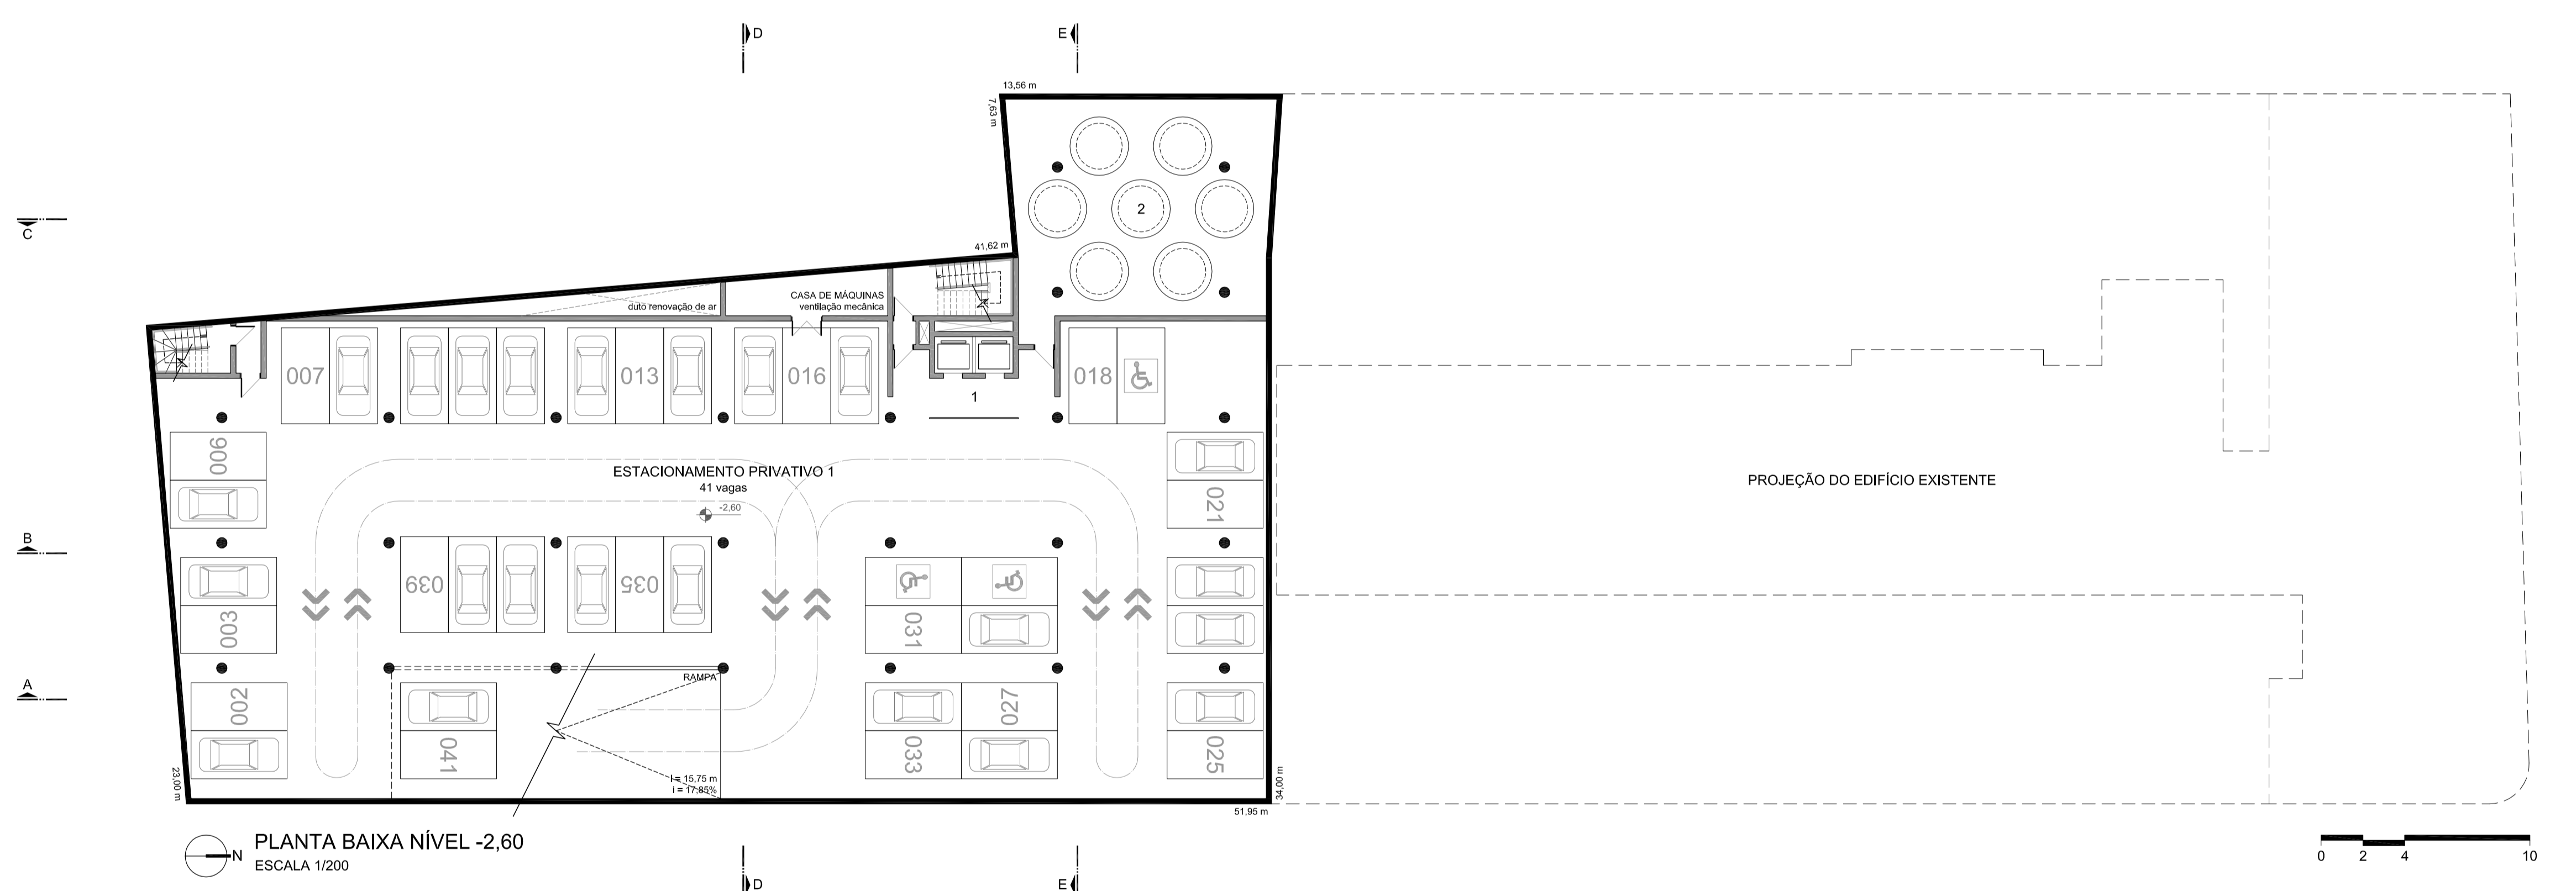 D
E
13,56 m
7,63 m
2
C
41,62 m
CASA DE MÁQUINAS
duto renovação de ar
ventilação mecânica
007
013
016
018
1
006
ESTACIONAMENTO PRIVATIVO 1
41 vagas
PROJEÇÃO DO EDIFÍCIO EXISTENTE
021
-2,60
B
039
035
003
031
A
RAMPA
002
027
041
033
025
l = 15,75 m
i = 17,85%
23,00 m
34,00 m
51,95 m
N
PLANTA BAIXA NÍVEL -2,60
ESCALA 1/200
0 2 4 10
D
E